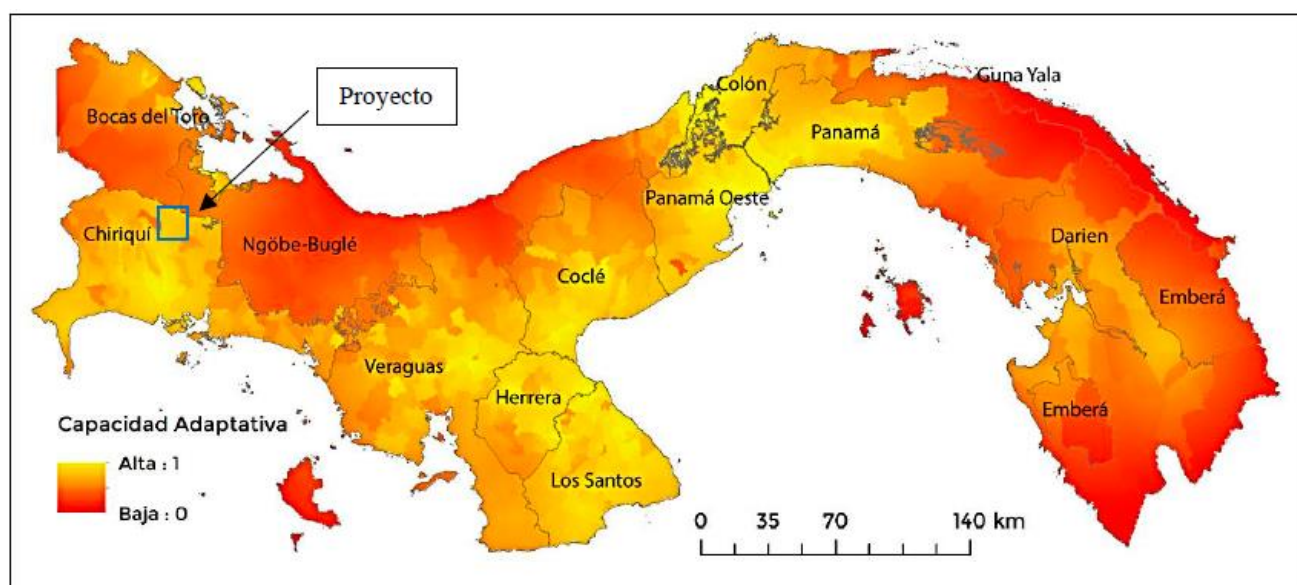 Proyecto
Bocas del Toro
Colón
Guna Yala
Panamá
Panamá Oeste
Chiriquí
Ngöbe-Buglé
Coclé
Darien
Emberá
Veraguas
Herrera
Emberá
Los Santos
Capacidad Adaptativa
Alta : 1
Baja : 0
0 35 70 140 km